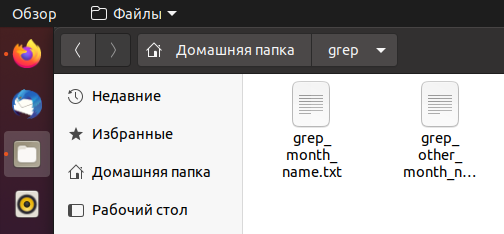 Обзор
Файлы
Домашняя папка
grep
Недавние
Избранные
Домашняя папка
Рабочий стол
grep_
month_
name.txt
grep_
other_
month_n…